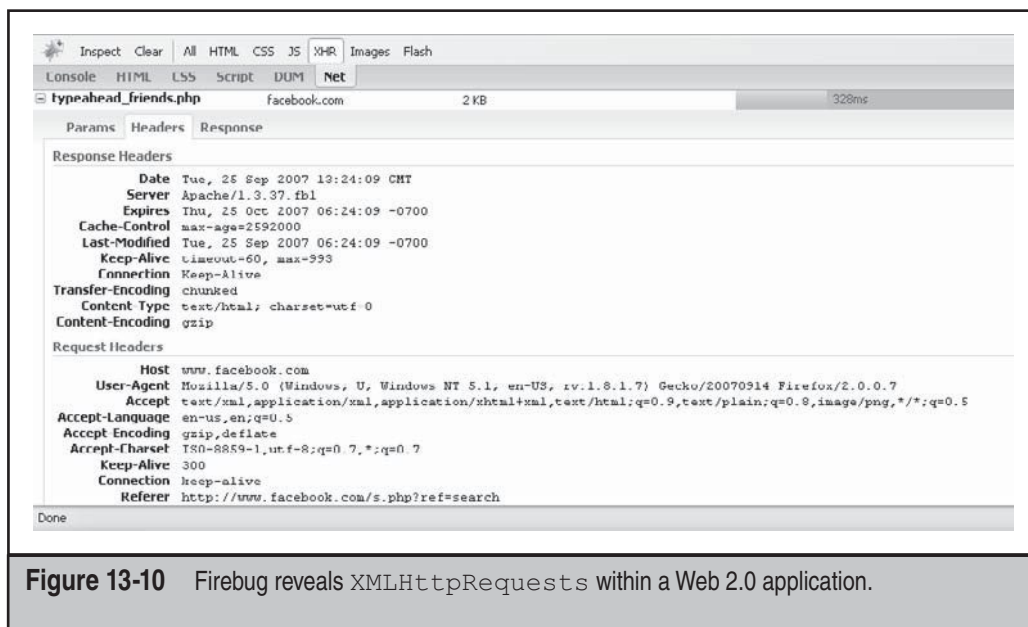 Inspect Clear All HTML CSS JS XHR Images Flash
Console HTML CSS Script DOM Net
typeahead_friends.php facebook.com 2 KB 328ms
Params Headers Response
Response Headers
Date Tue, 25 Sep 2007 13:24:09 GMT
Server Apache/1.3.37.fb1
Expires Thu, 25 Oct 2007 06:24:09 -0700
Cache-Control max-age=2592000
Last-Modified Tue, 25 Sep 2007 06:24:09 -0700
Keep-Alive timeout=60, max=993
Connection Keep-Alive
Transfer-Encoding chunked
Content-Type text/html; charset=utf-8
Content-Encoding gzip
Request Headers
Host www.facebook.com
User-Agent Mozilla/5.0 (Windows; U; Windows NT 5.1; en-US; rv:1.8.1.7) Gecko/20070914 Firefox/2.0.0.7
Accept text/xml,application/xml,application/xhtml+xml,text/html;q=0.9,text/plain;q=0.8,image/png,*/*;q=0.5
Accept-Language en-us,en;q=0.5
Accept-Encoding gzip,deflate
Accept-Charset ISO-8859-1,utf-8;q=0.7,*;q=0.7
Keep-Alive 300
Connection keep-alive
Referer http://www.facebook.com/s.php?ref=search
Done
Figure 13-10 Firebug reveals XMLHttpRequests within a Web 2.0 application.